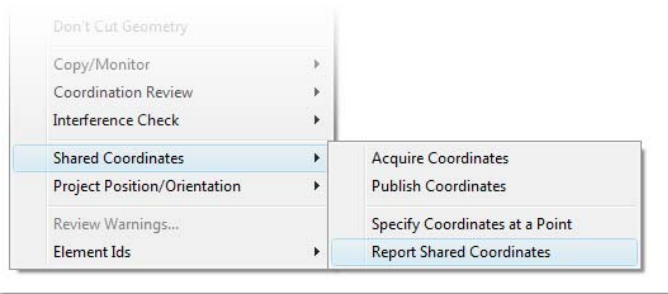 Don't Cut Geometry
Copy/Monitor
Coordination Review
Interference Check
Shared Coordinates
Project Position/Orientation
Review Warnings...
Element Ids
Acquire Coordinates
Publish Coordinates
Specify Coordinates at a Point
Report Shared Coordinates